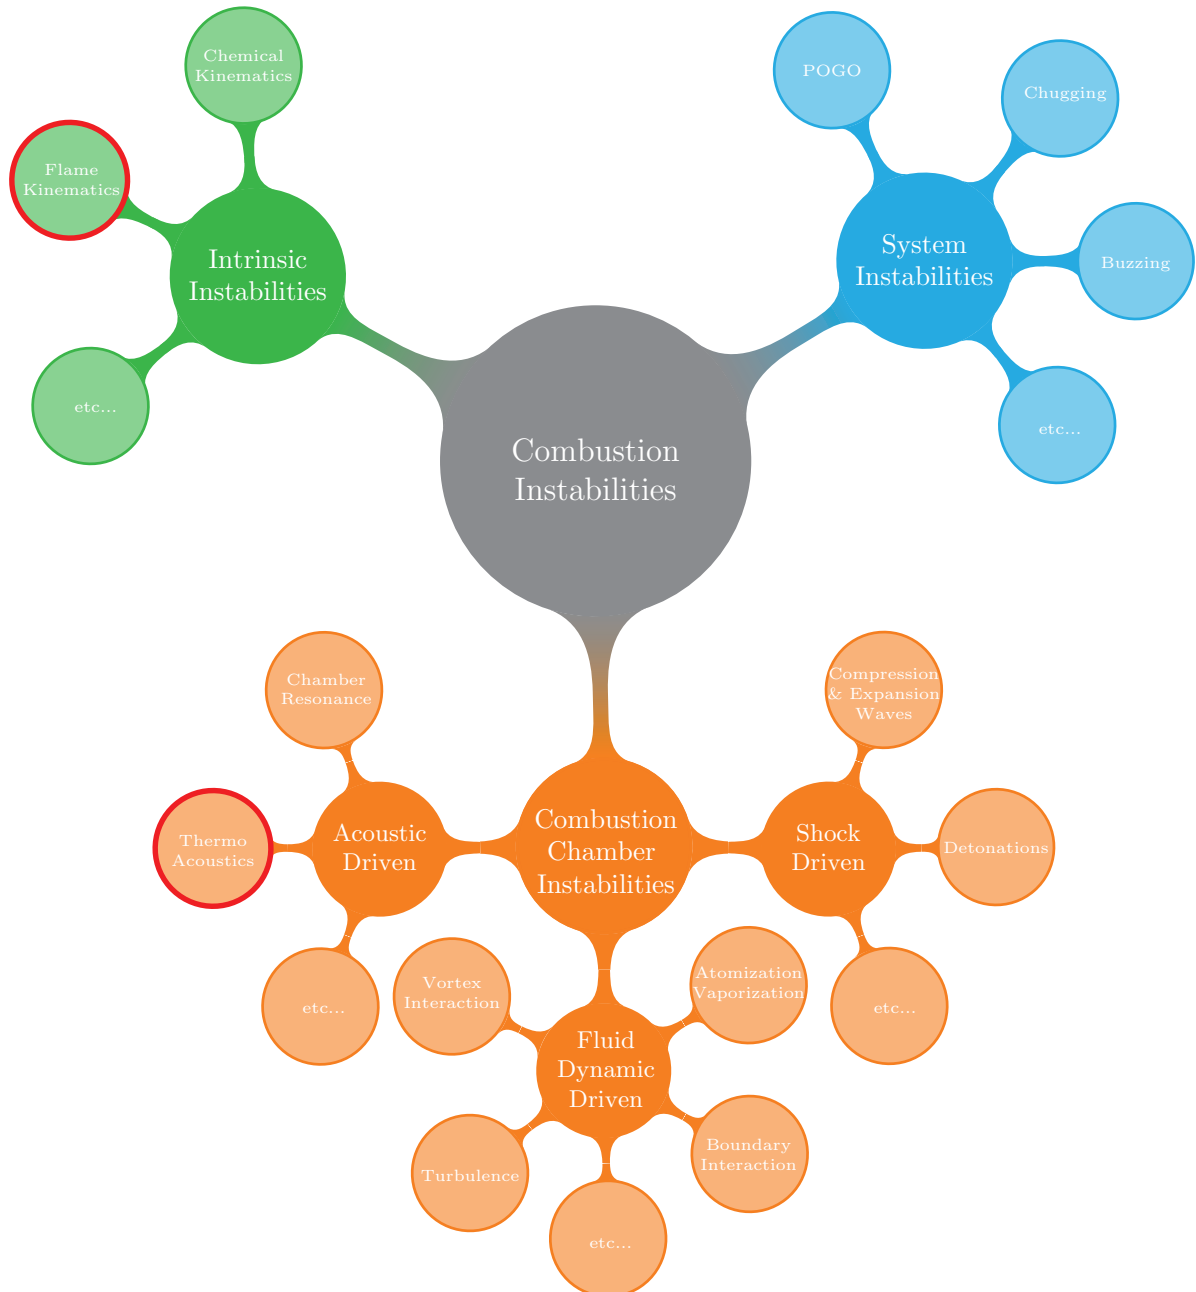 Chemical
Kinematics
POGO
Chugging
Flame
Kinematics
Intrinsic
Instabilities
System
Instabilities
Buzzing
etc...
etc...
Combustion
Instabilities
Chamber
Resonance
Compression
& Expansion
Waves
Thermo
Acoustics
Acoustic
Driven
Combustion
Chamber
Instabilities
Shock
Driven
Detonations
etc...
Vortex
Interaction
Atomization
Vaporization
etc...
Fluid
Dynamic
Driven
Turbulence
Boundary
Interaction
etc...